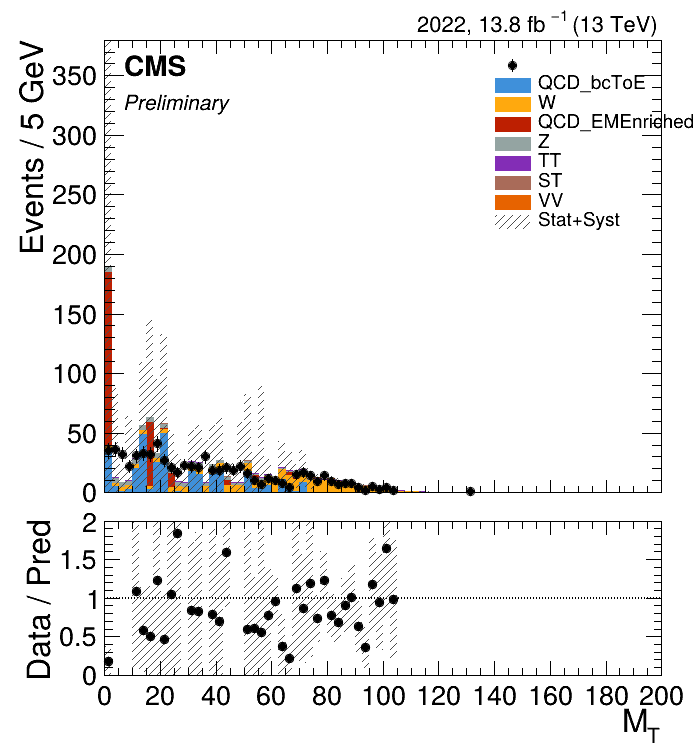 2022, 13.8 fb⁻¹ (13 TeV)
CMS
Preliminary
QCD_bcToE
W
QCD_EMEnriched
Z
TT
ST
VV
Stat+Syst
Events / 5 GeV
350
300
250
200
150
100
50
0
Data / Pred
2
1.5
1
0.5
0
0 20 40 60 80 100 120 140 160 180 200
M_T